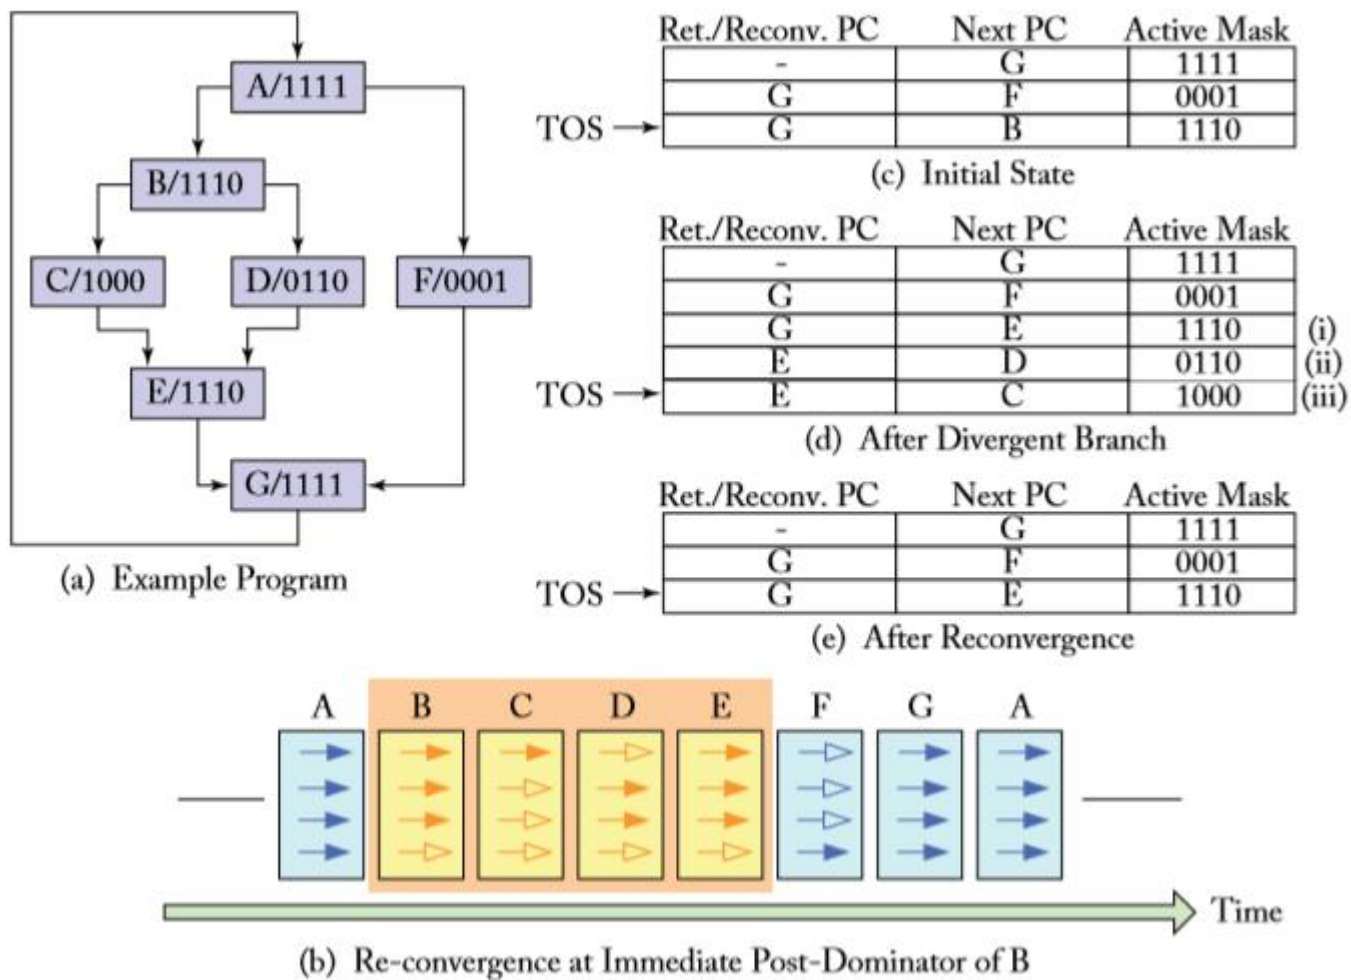 A/1111
B/1110
C/1000
D/0110
F/0001
E/1110
G/1111
(a) Example Program
Ret./Reconv. PC Next PC Active Mask
- G 1111
G F 0001
TOS G B 1110
(c) Initial State
Ret./Reconv. PC Next PC Active Mask
- G 1111
G F 0001
G E 1110 (i)
E D 0110 (ii)
TOS E C 1000 (iii)
(d) After Divergent Branch
Ret./Reconv. PC Next PC Active Mask
- G 1111
G F 0001
TOS G E 1110
(e) After Reconvergence
A B C D E F G A
Time
(b) Re-convergence at Immediate Post-Dominator of B